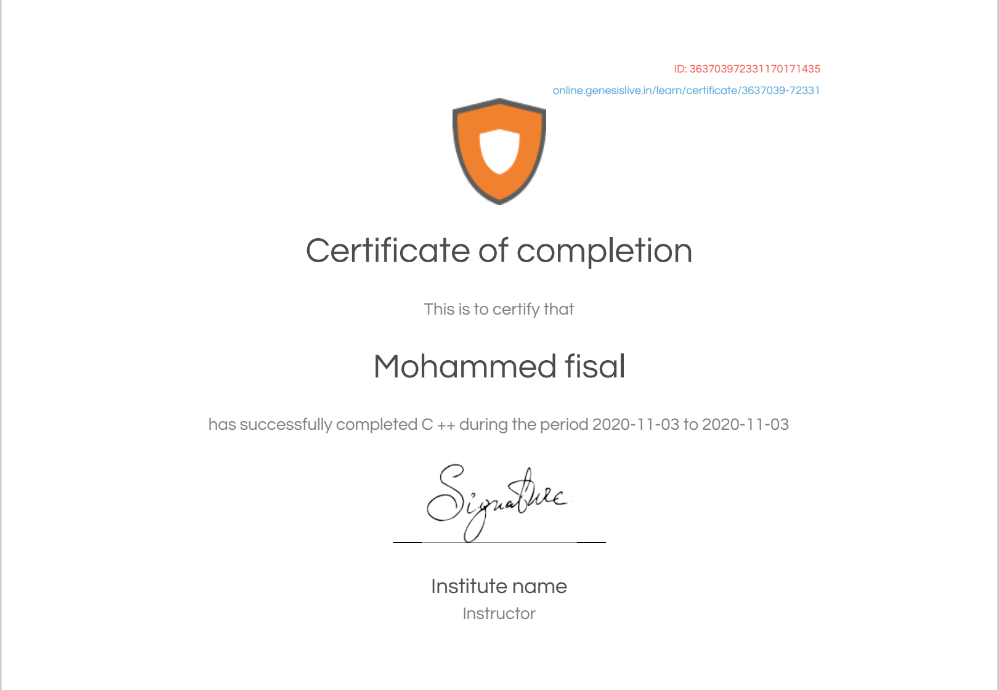 ID: 363703972331170171435
online.genesislive.in/learn/certificate/3637039-72331
Certificate of completion
This is to certify that
Mohammed fisal
has successfully completed C ++ during the period 2020-11-03 to 2020-11-03
Signature
Institute name
Instructor